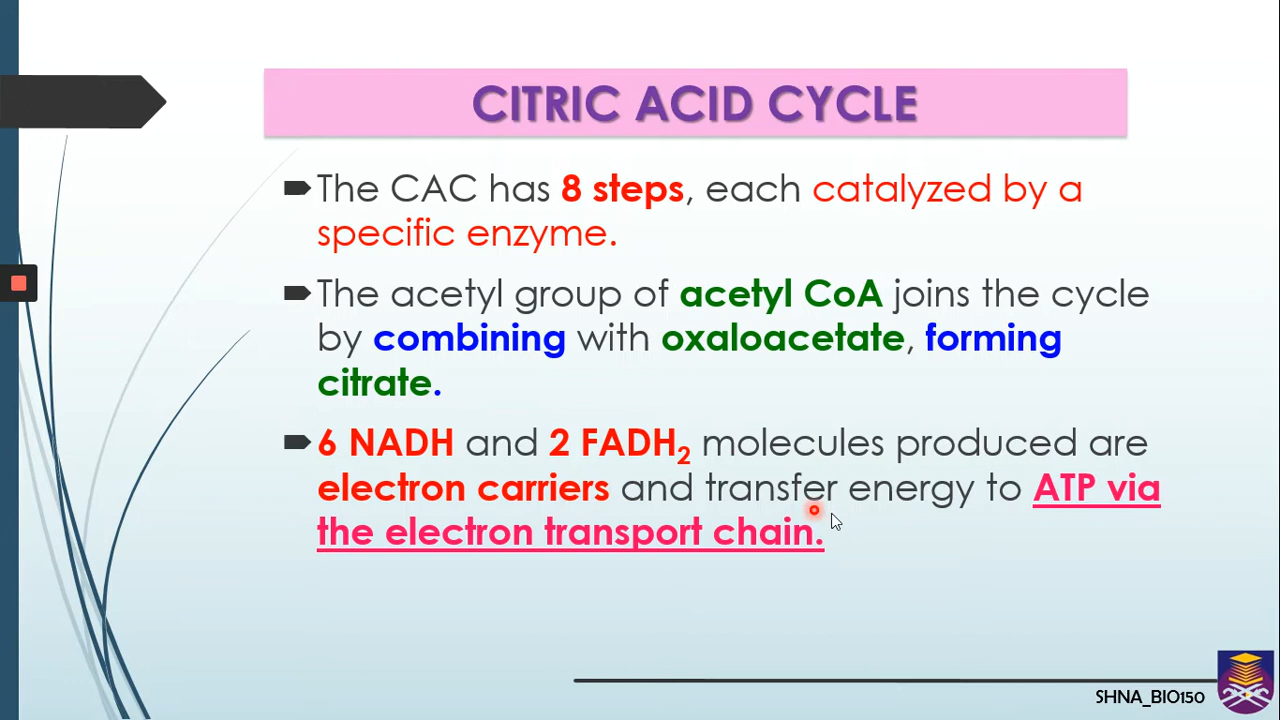 CITRIC ACID CYCLE
The CAC has 8 steps, each catalyzed by a
specific enzyme.
The acetyl group of acetyl CoA joins the cycle
by combining with oxaloacetate, forming
citrate.
6 NADH and 2 FADH₂ molecules produced are
electron carriers and transfer energy to ATP via
the electron transport chain.
SHNA_BIO150